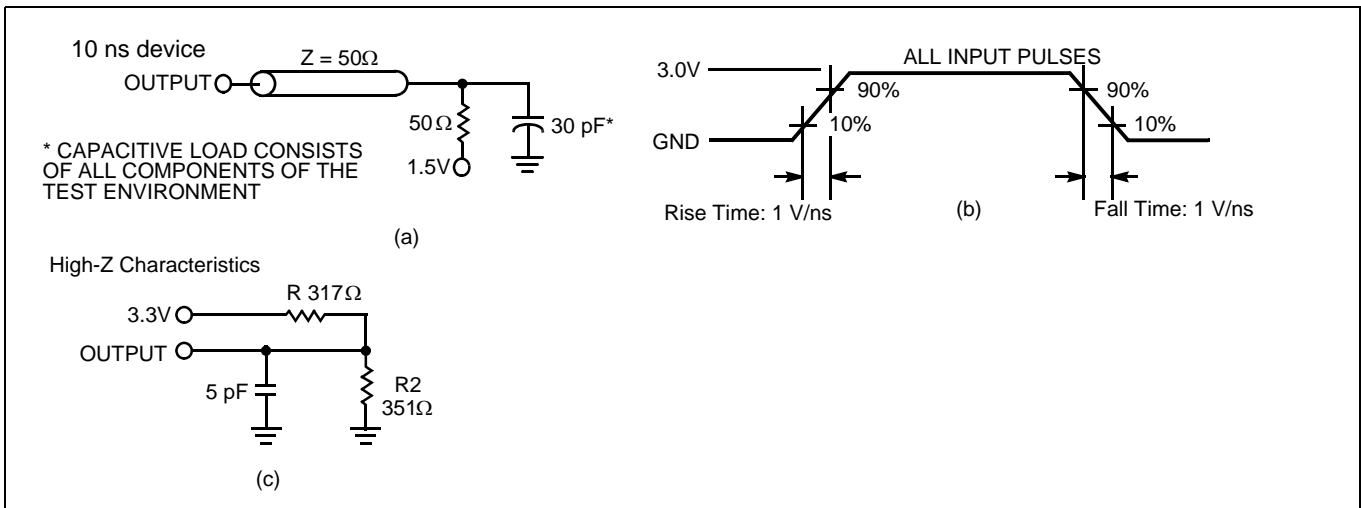 10 ns device
OUTPUT
Z = 50Ω
50Ω
1.5V
30 pF*
* CAPACITIVE LOAD CONSISTS
OF ALL COMPONENTS OF THE
TEST ENVIRONMENT
(a)
ALL INPUT PULSES
3.0V
GND
90%
10%
90%
10%
Rise Time: 1 V/ns
(b)
Fall Time: 1 V/ns
High-Z Characteristics
R 317Ω
3.3V
OUTPUT
5 pF
R2
351Ω
(c)